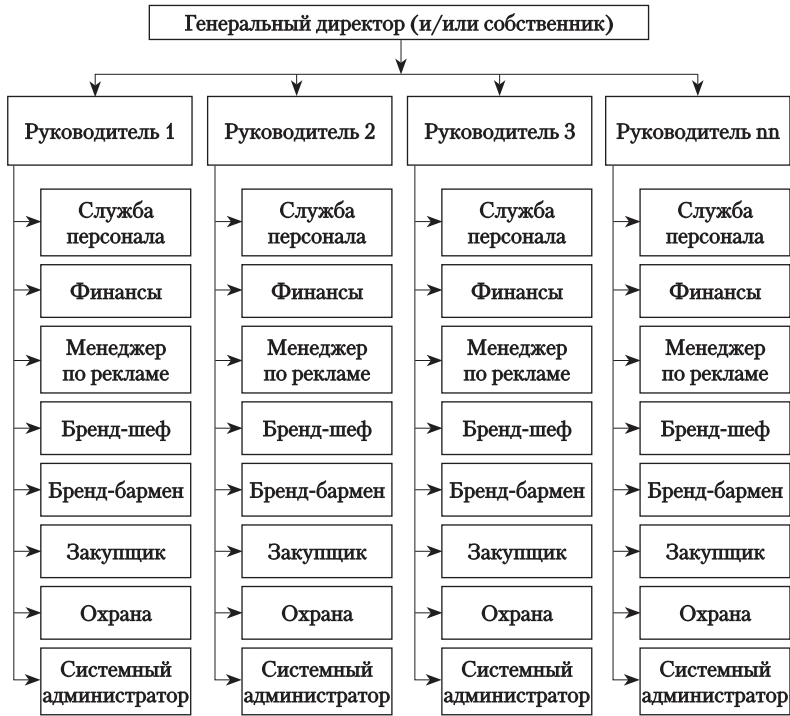 Генеральный директор (и/или собственник)
Руководитель 1
Руководитель 2
Руководитель 3
Руководитель nn
Служба
персонала
Служба
персонала
Служба
персонала
Служба
персонала
Финансы
Финансы
Финансы
Финансы
Менеджер
по рекламе
Менеджер
по рекламе
Менеджер
по рекламе
Менеджер
по рекламе
Бренд-шеф
Бренд-шеф
Бренд-шеф
Бренд-шеф
Бренд-бармен
Бренд-бармен
Бренд-бармен
Бренд-бармен
Закупщик
Закупщик
Закупщик
Закупщик
Охрана
Охрана
Охрана
Охрана
Системный
администратор
Системный
администратор
Системный
администратор
Системный
администратор